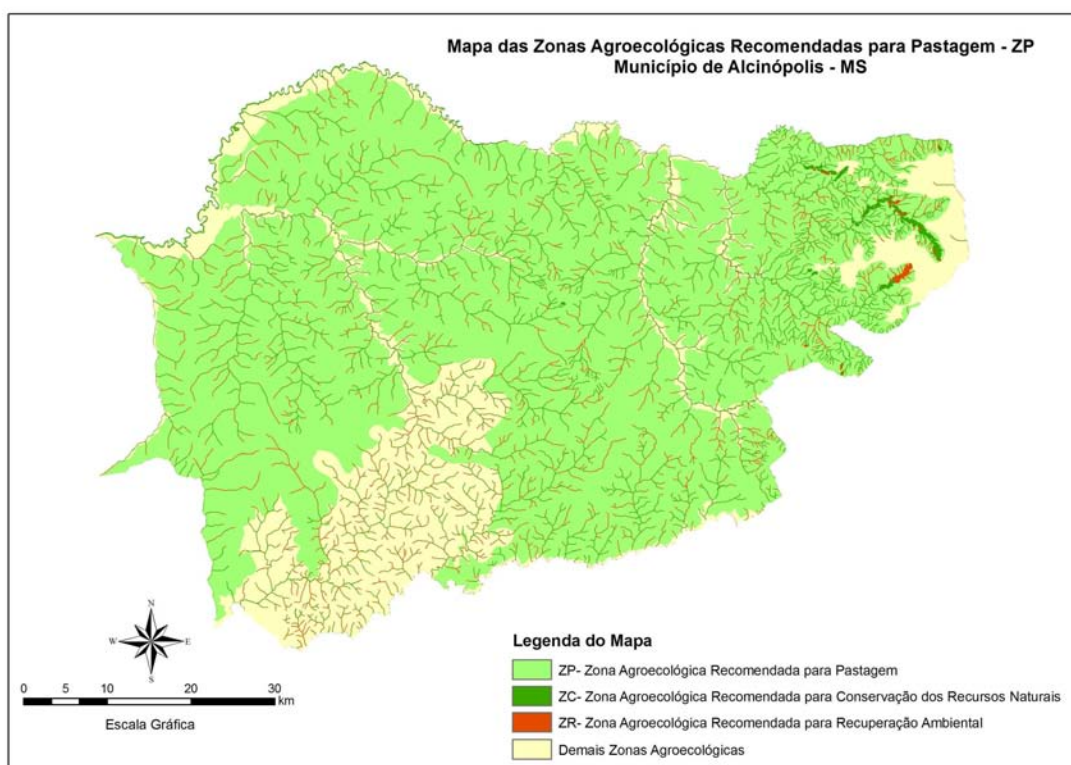 Mapa das Zonas Agroecológicas Recomendadas para Pastagem - ZP
Município de Alcinópolis - MS
N
W E
S
0 5 10 20 30
km
Escala Gráfica
Legenda do Mapa
ZP- Zona Agroecológica Recomendada para Pastagem
ZC- Zona Agroecológica Recomendada para Conservação dos Recursos Naturais
ZR- Zona Agroecológica Recomendada para Recuperação Ambiental
Demais Zonas Agroecológicas